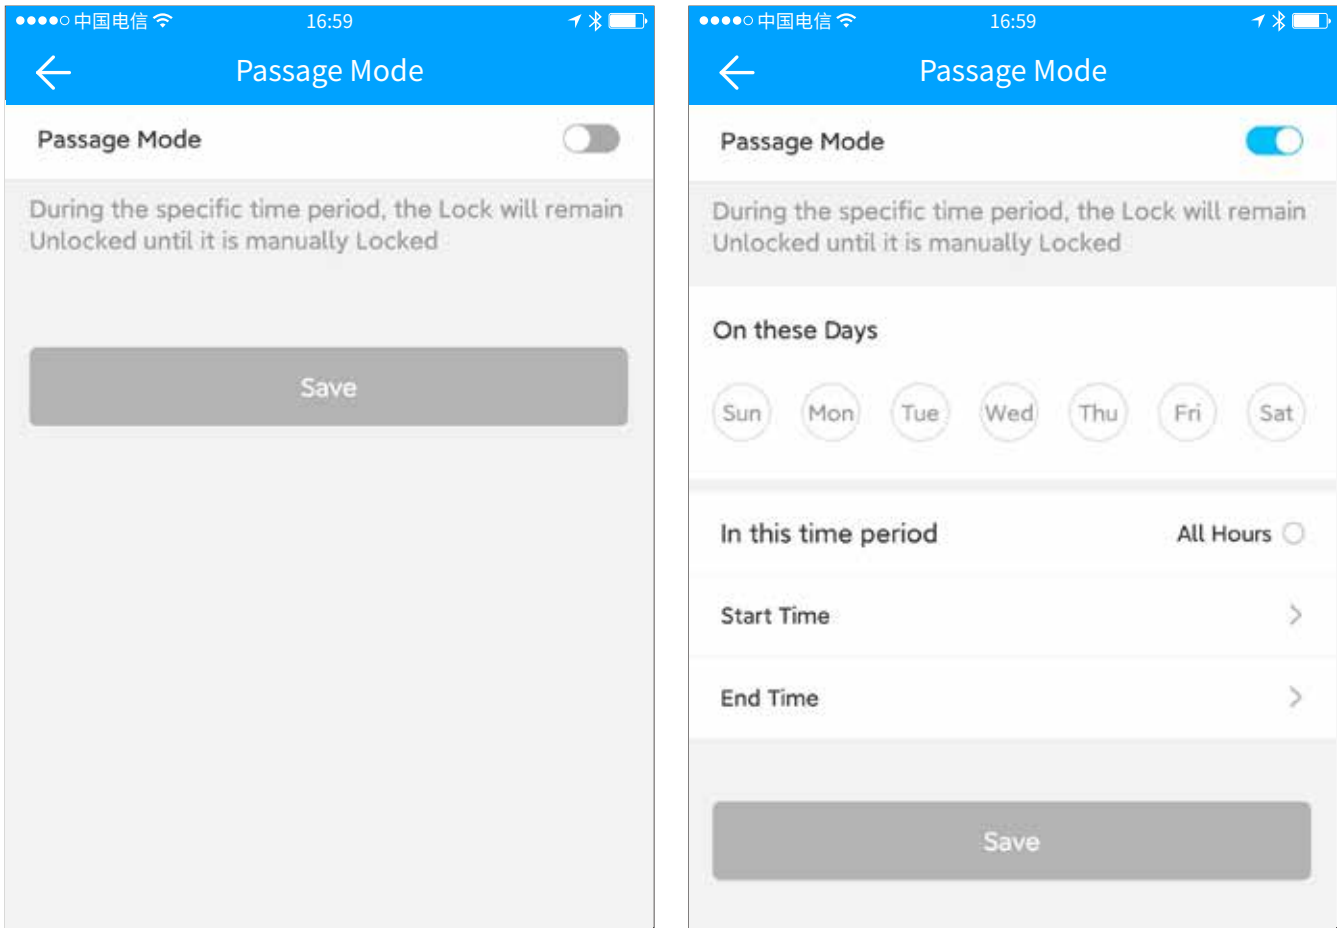 中国电信 16:59
Passage Mode
Passage Mode
During the specific time period, the Lock will remain
Unlocked until it is manually Locked
Save
中国电信 16:59
Passage Mode
Passage Mode
During the specific time period, the Lock will remain
Unlocked until it is manually Locked
On these Days
Sun Mon Tue Wed Thu Fri Sat
In this time period All Hours
Start Time
End Time
Save